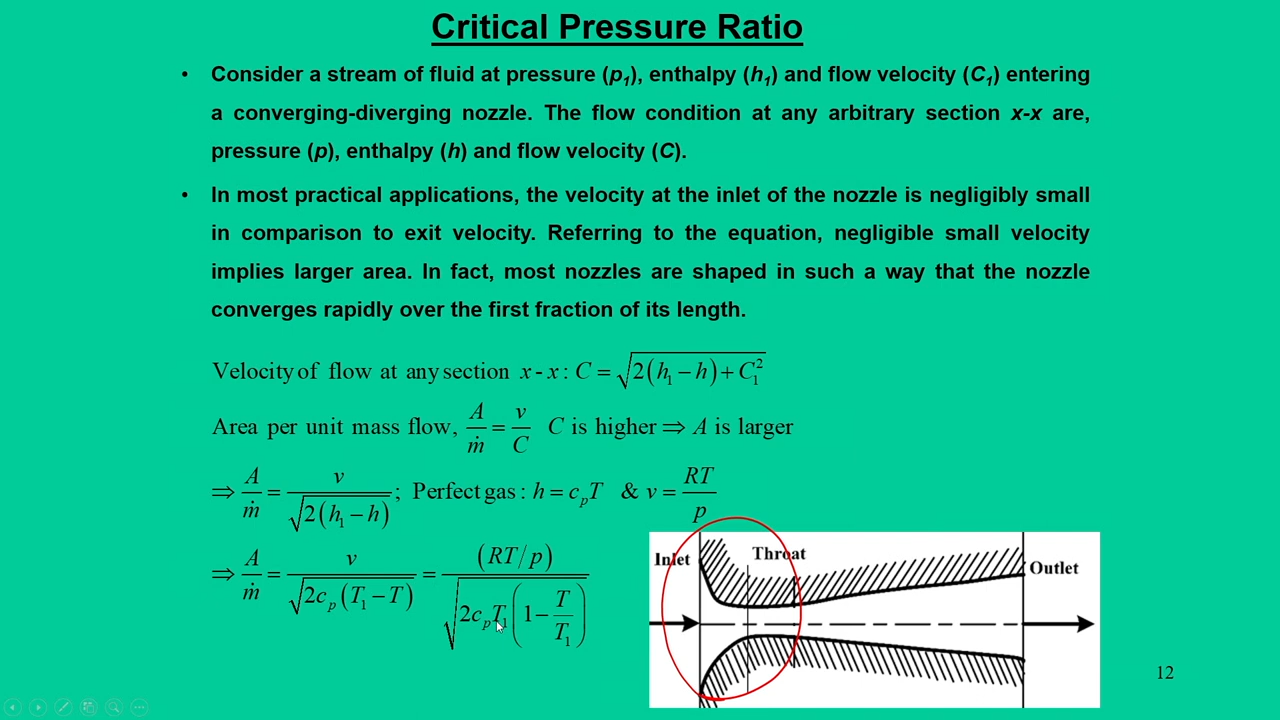 Critical Pressure Ratio
• Consider a stream of fluid at pressure (p₁), enthalpy (h₁) and flow velocity (C₁) entering
a converging-diverging nozzle. The flow condition at any arbitrary section x-x are,
pressure (p), enthalpy (h) and flow velocity (C).
• In most practical applications, the velocity at the inlet of the nozzle is negligibly small
in comparison to exit velocity. Referring to the equation, negligible small velocity
implies larger area. In fact, most nozzles are shaped in such a way that the nozzle
converges rapidly over the first fraction of its length.
Velocity of flow at any section x-x : C = √(2(h₁ − h) + C₁²)
Area per unit mass flow, A/ṁ = v/C C is higher ⇒ A is larger
⇒ A/ṁ = v/√(2(h₁ − h)); Perfect gas : h = cₚT & v = RT/p
⇒ A/ṁ = v/√(2cₚ(T₁ − T)) = (RT/p)/√(2cₚT₁(1 − T/T₁))
Inlet
Throat
Outlet
12